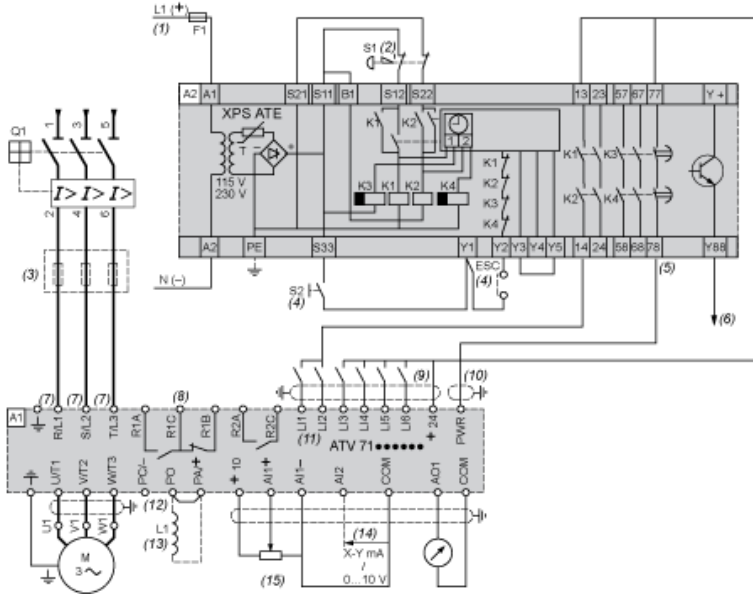 L1 (+)
(1)
F1
S1 (2)
A2 A1 S21 S11 B1 S12 S22 13 23 57 67 77 Y +
XPS ATE
T
115 V
230 V
K1 K2
1 2
K3 K1 K2 K4
K1
K2
K3
K4
K1 K3
K2 K4
A2 PE S33 Y1 Y2 Y3 Y4 Y5 14 24 58 68 78 Y88
Q1
1 3 5
I> I> I>
2 4 6
(3)
N (–)
S2
(4)
ESC
(4)
(5)
(6)
(7) (7) (7) (8) (9) (10)
A1
R/L1 S/L2 T/L3 R1A R1C R1B R2A R2C LI1 LI2 LI3 LI4 LI5 LI6 + 24 PWR
(11)
ATV 71••••••
U/T1 V/T2 W/T3 PC/– PO PA/+ + 10 AI1+ AI1– AI2 COM AO1 COM
(12)
U1 V1 W1
L1
(13)
M
3 ~
(14)
X-Y mA
/
0...10 V
(15)